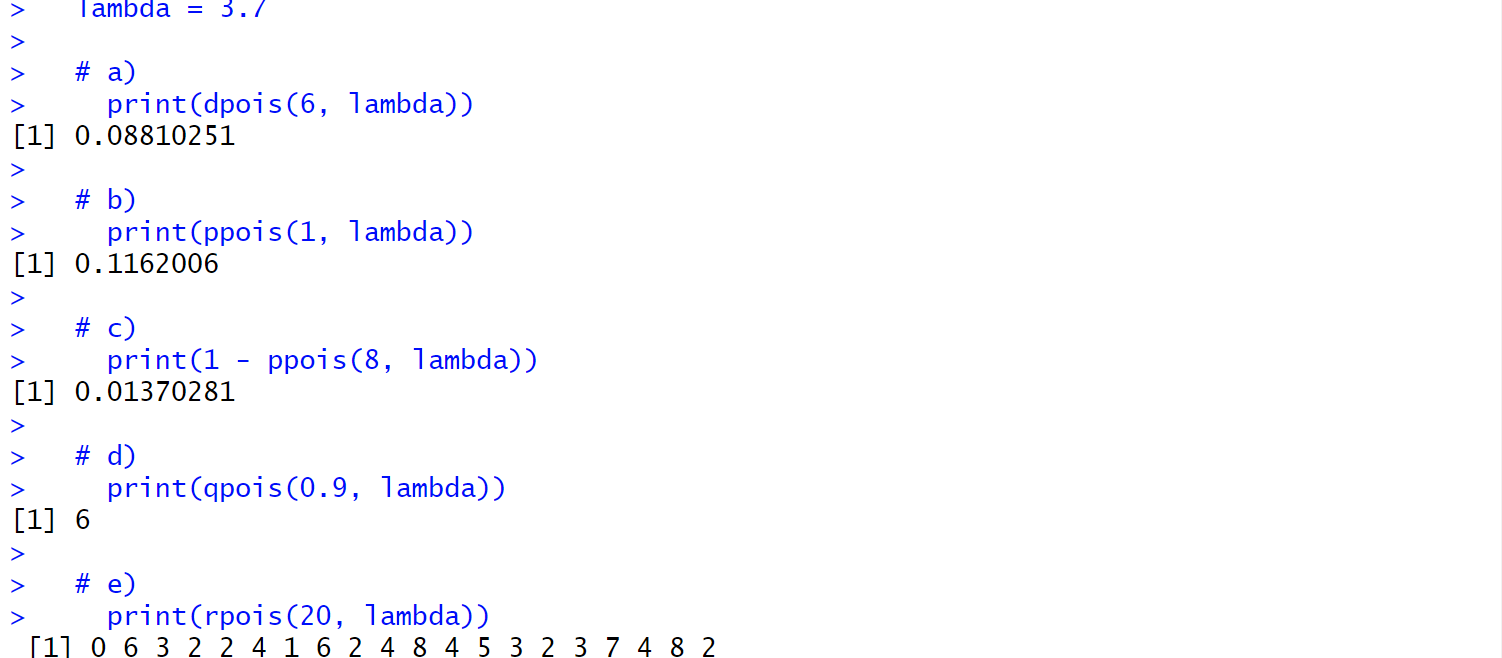 > lambda = 3.7
>
> # a)
> print(dpois(6, lambda))
[1] 0.08810251
>
> # b)
> print(ppois(1, lambda))
[1] 0.1162006
>
> # c)
> print(1 - ppois(8, lambda))
[1] 0.01370281
>
> # d)
> print(qpois(0.9, lambda))
[1] 6
>
> # e)
> print(rpois(20, lambda))
[1] 0 6 3 2 2 4 1 6 2 4 8 4 5 3 2 3 7 4 8 2